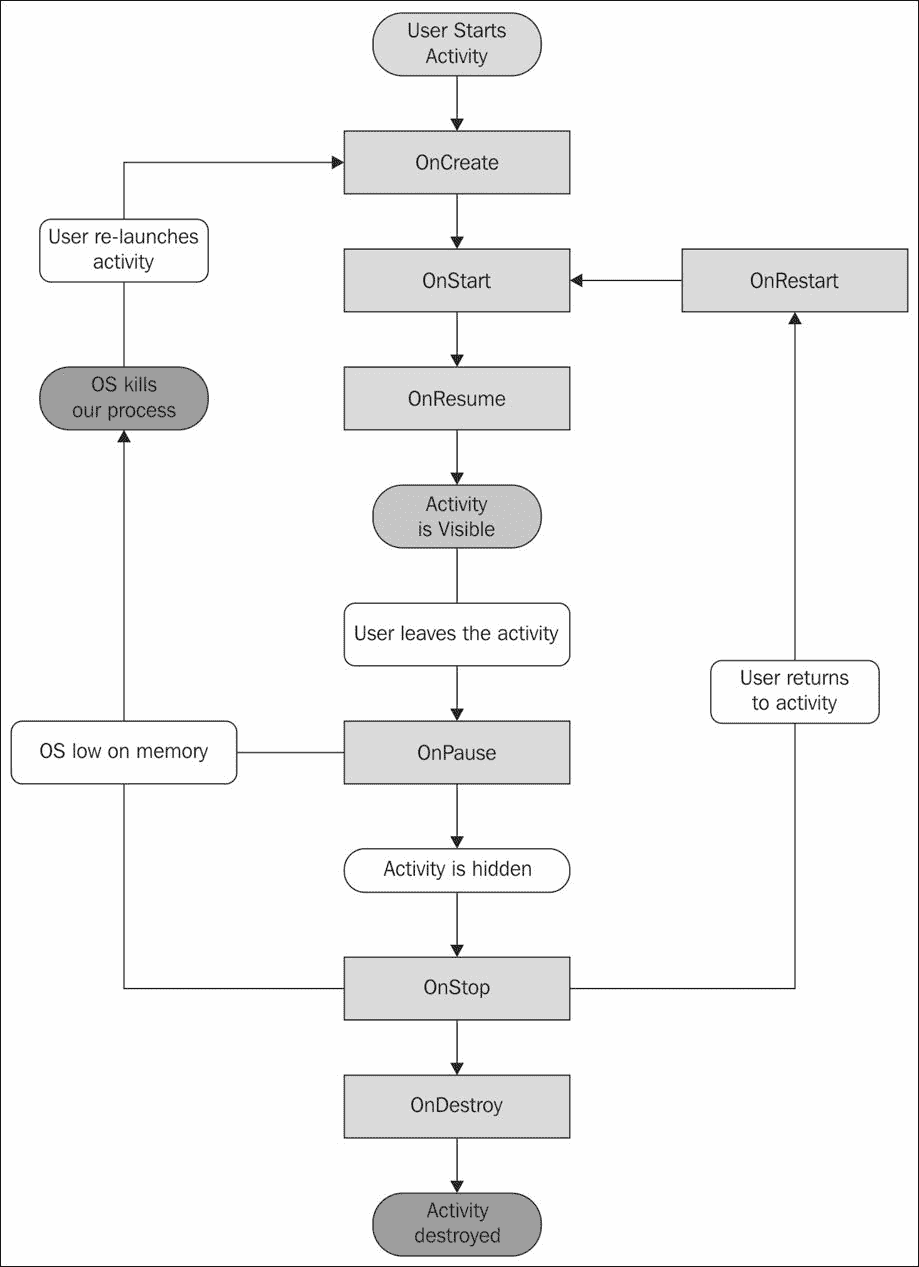 User Starts
Activity
OnCreate
User re-launches
activity
OnStart
OnRestart
OS kills
our process
OnResume
Activity
is Visible
User leaves the activity
User returns
to activity
OS low on memory
OnPause
Activity is hidden
OnStop
OnDestroy
Activity
destroyed